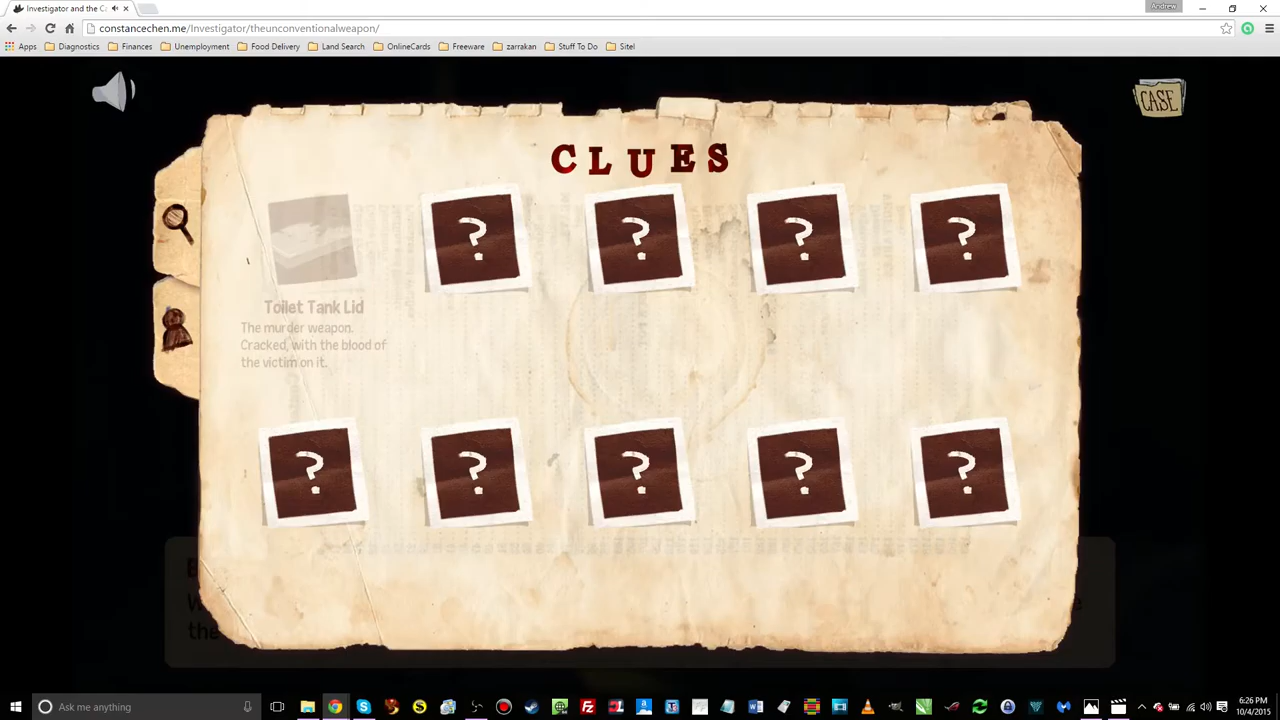 Investigator and the C
Andrew
constancechen.me/Investigator/theunconventionalweapon/
Apps Diagnostics Finances Unemployment Food Delivery Land Search OnlineCards Freeware zarrakan Stuff To Do Sitel
CASE
CLUES
? ? ? ?
Toilet Tank Lid
The murder weapon.
Cracked, with the blood of
the victim on it.
? ? ? ? ?
the
Ask me anything
6:26 PM
10/4/2015